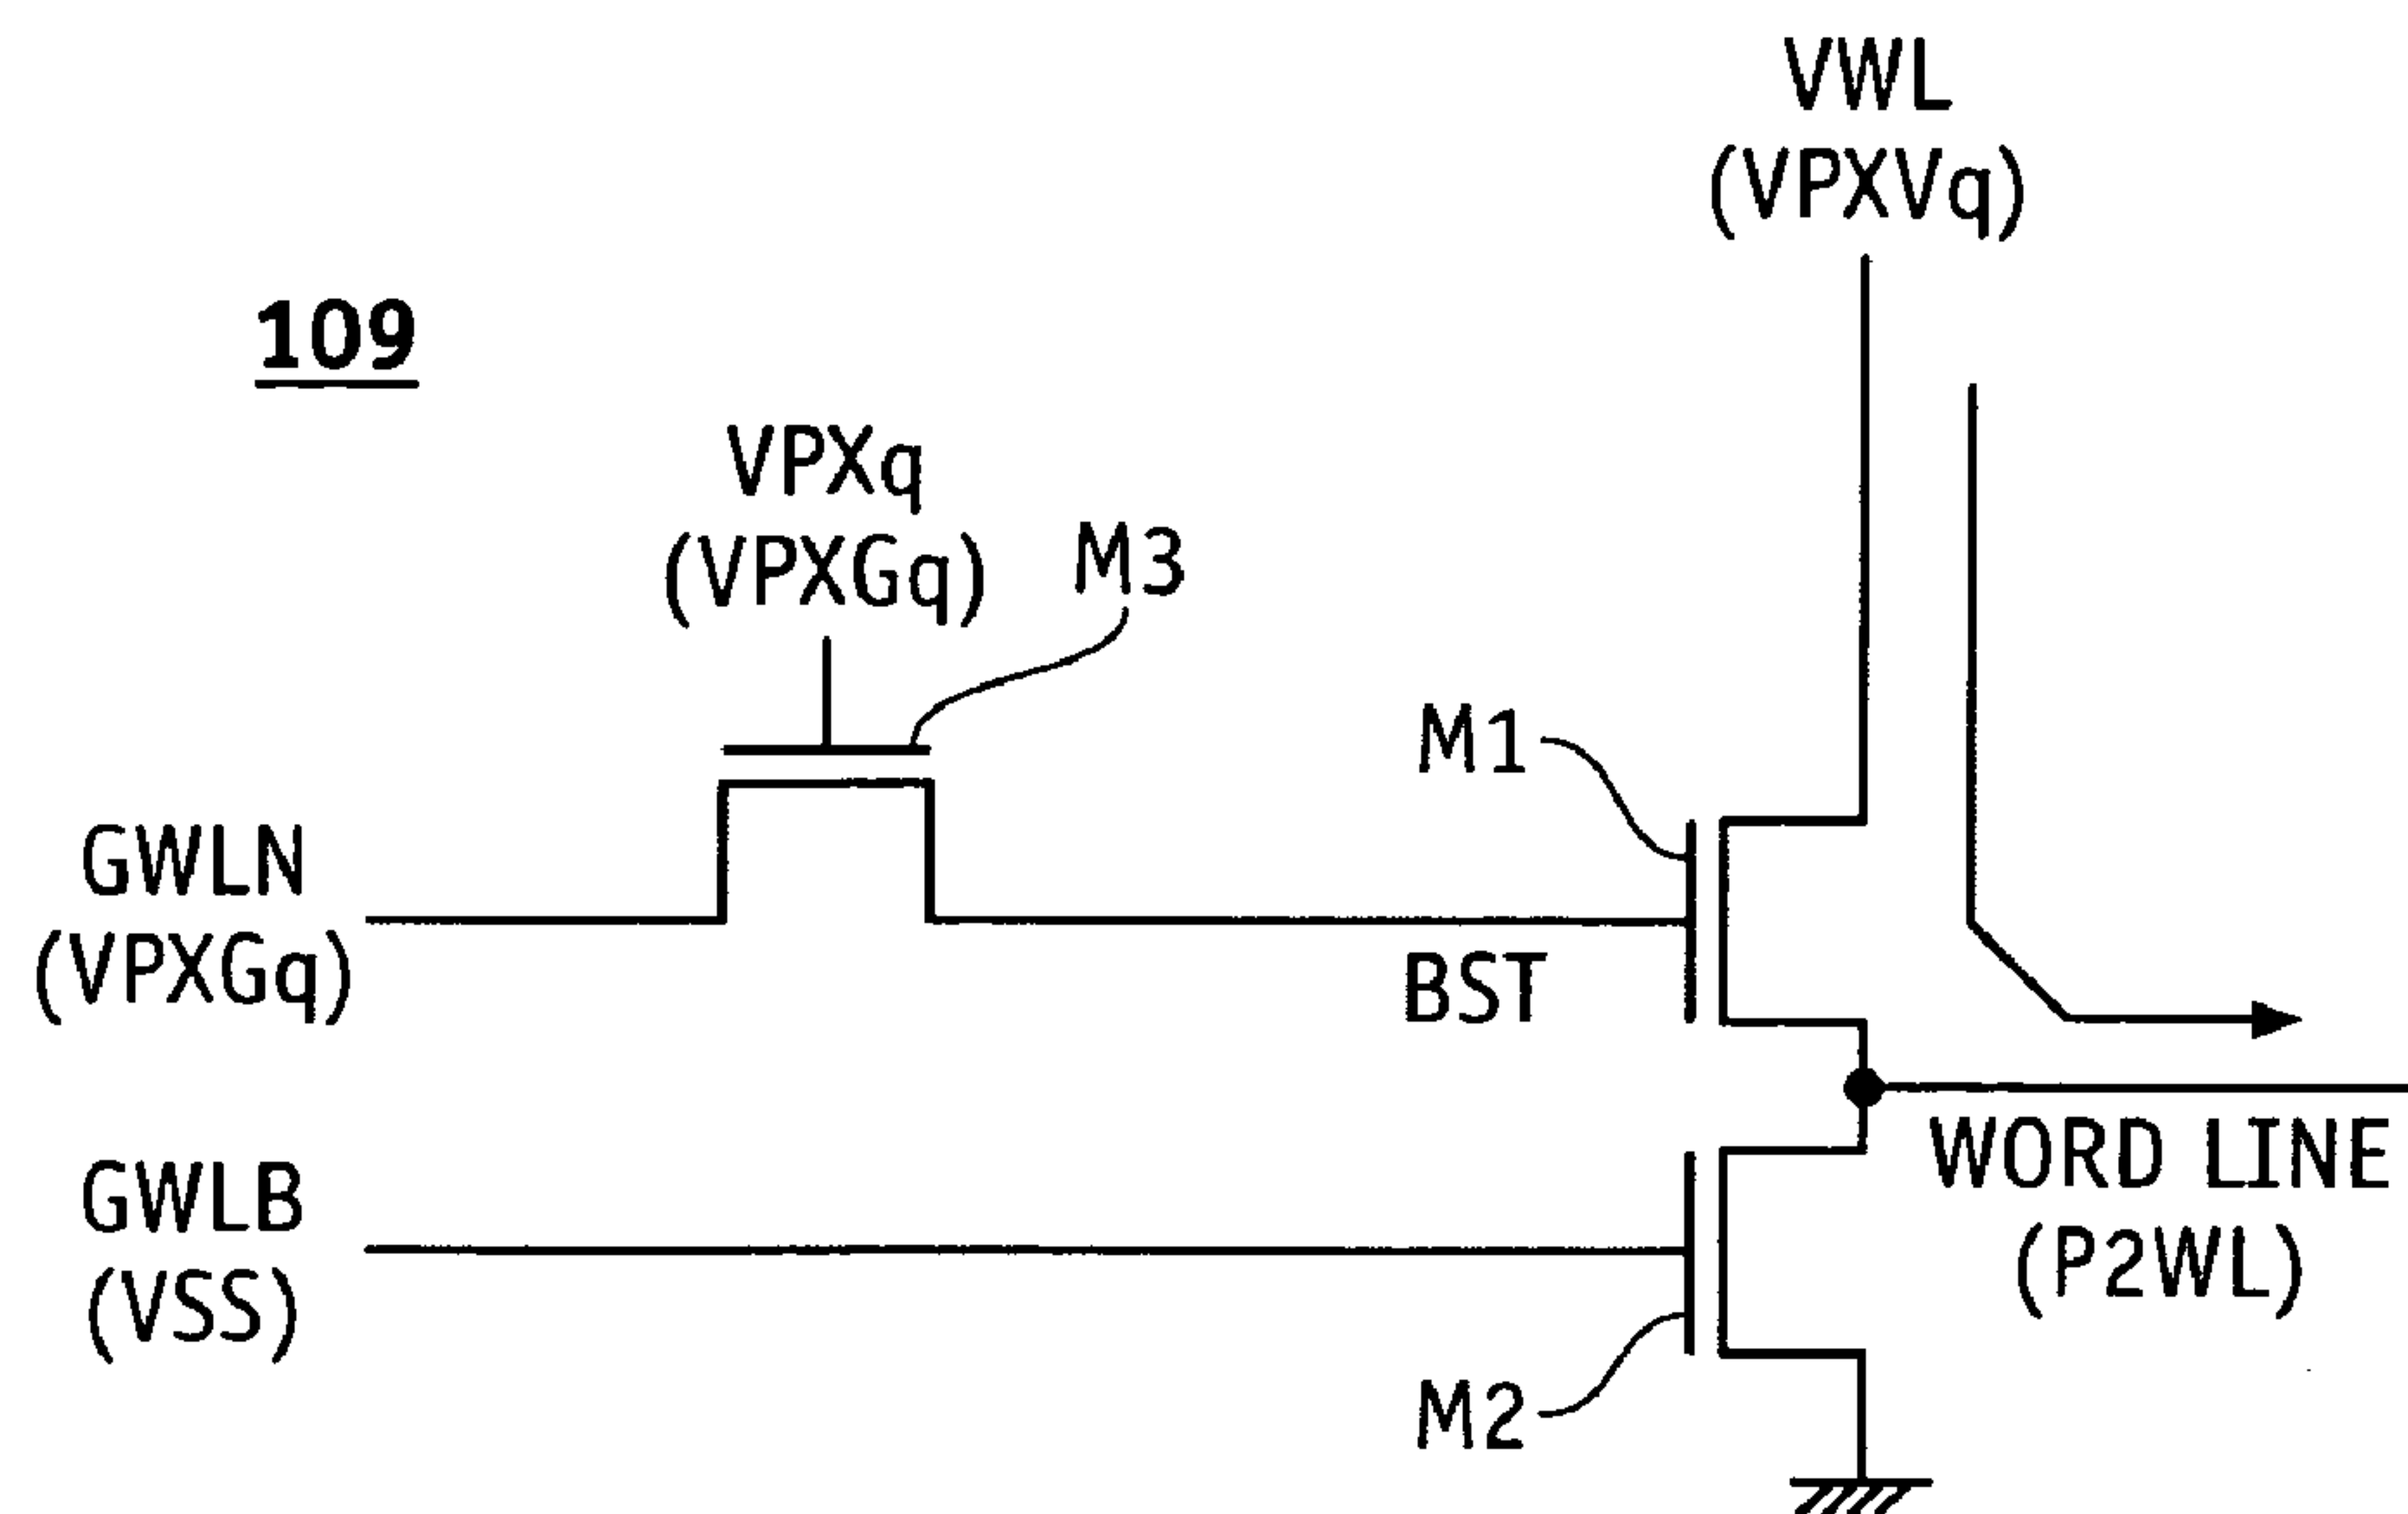 VWL
(VPXVq)
109
VPXq
(VPXGq)
M3
M1
GWLN
(VPXGq)
BST
GWLB
(VSS)
WORD LINE
(P2WL)
M2